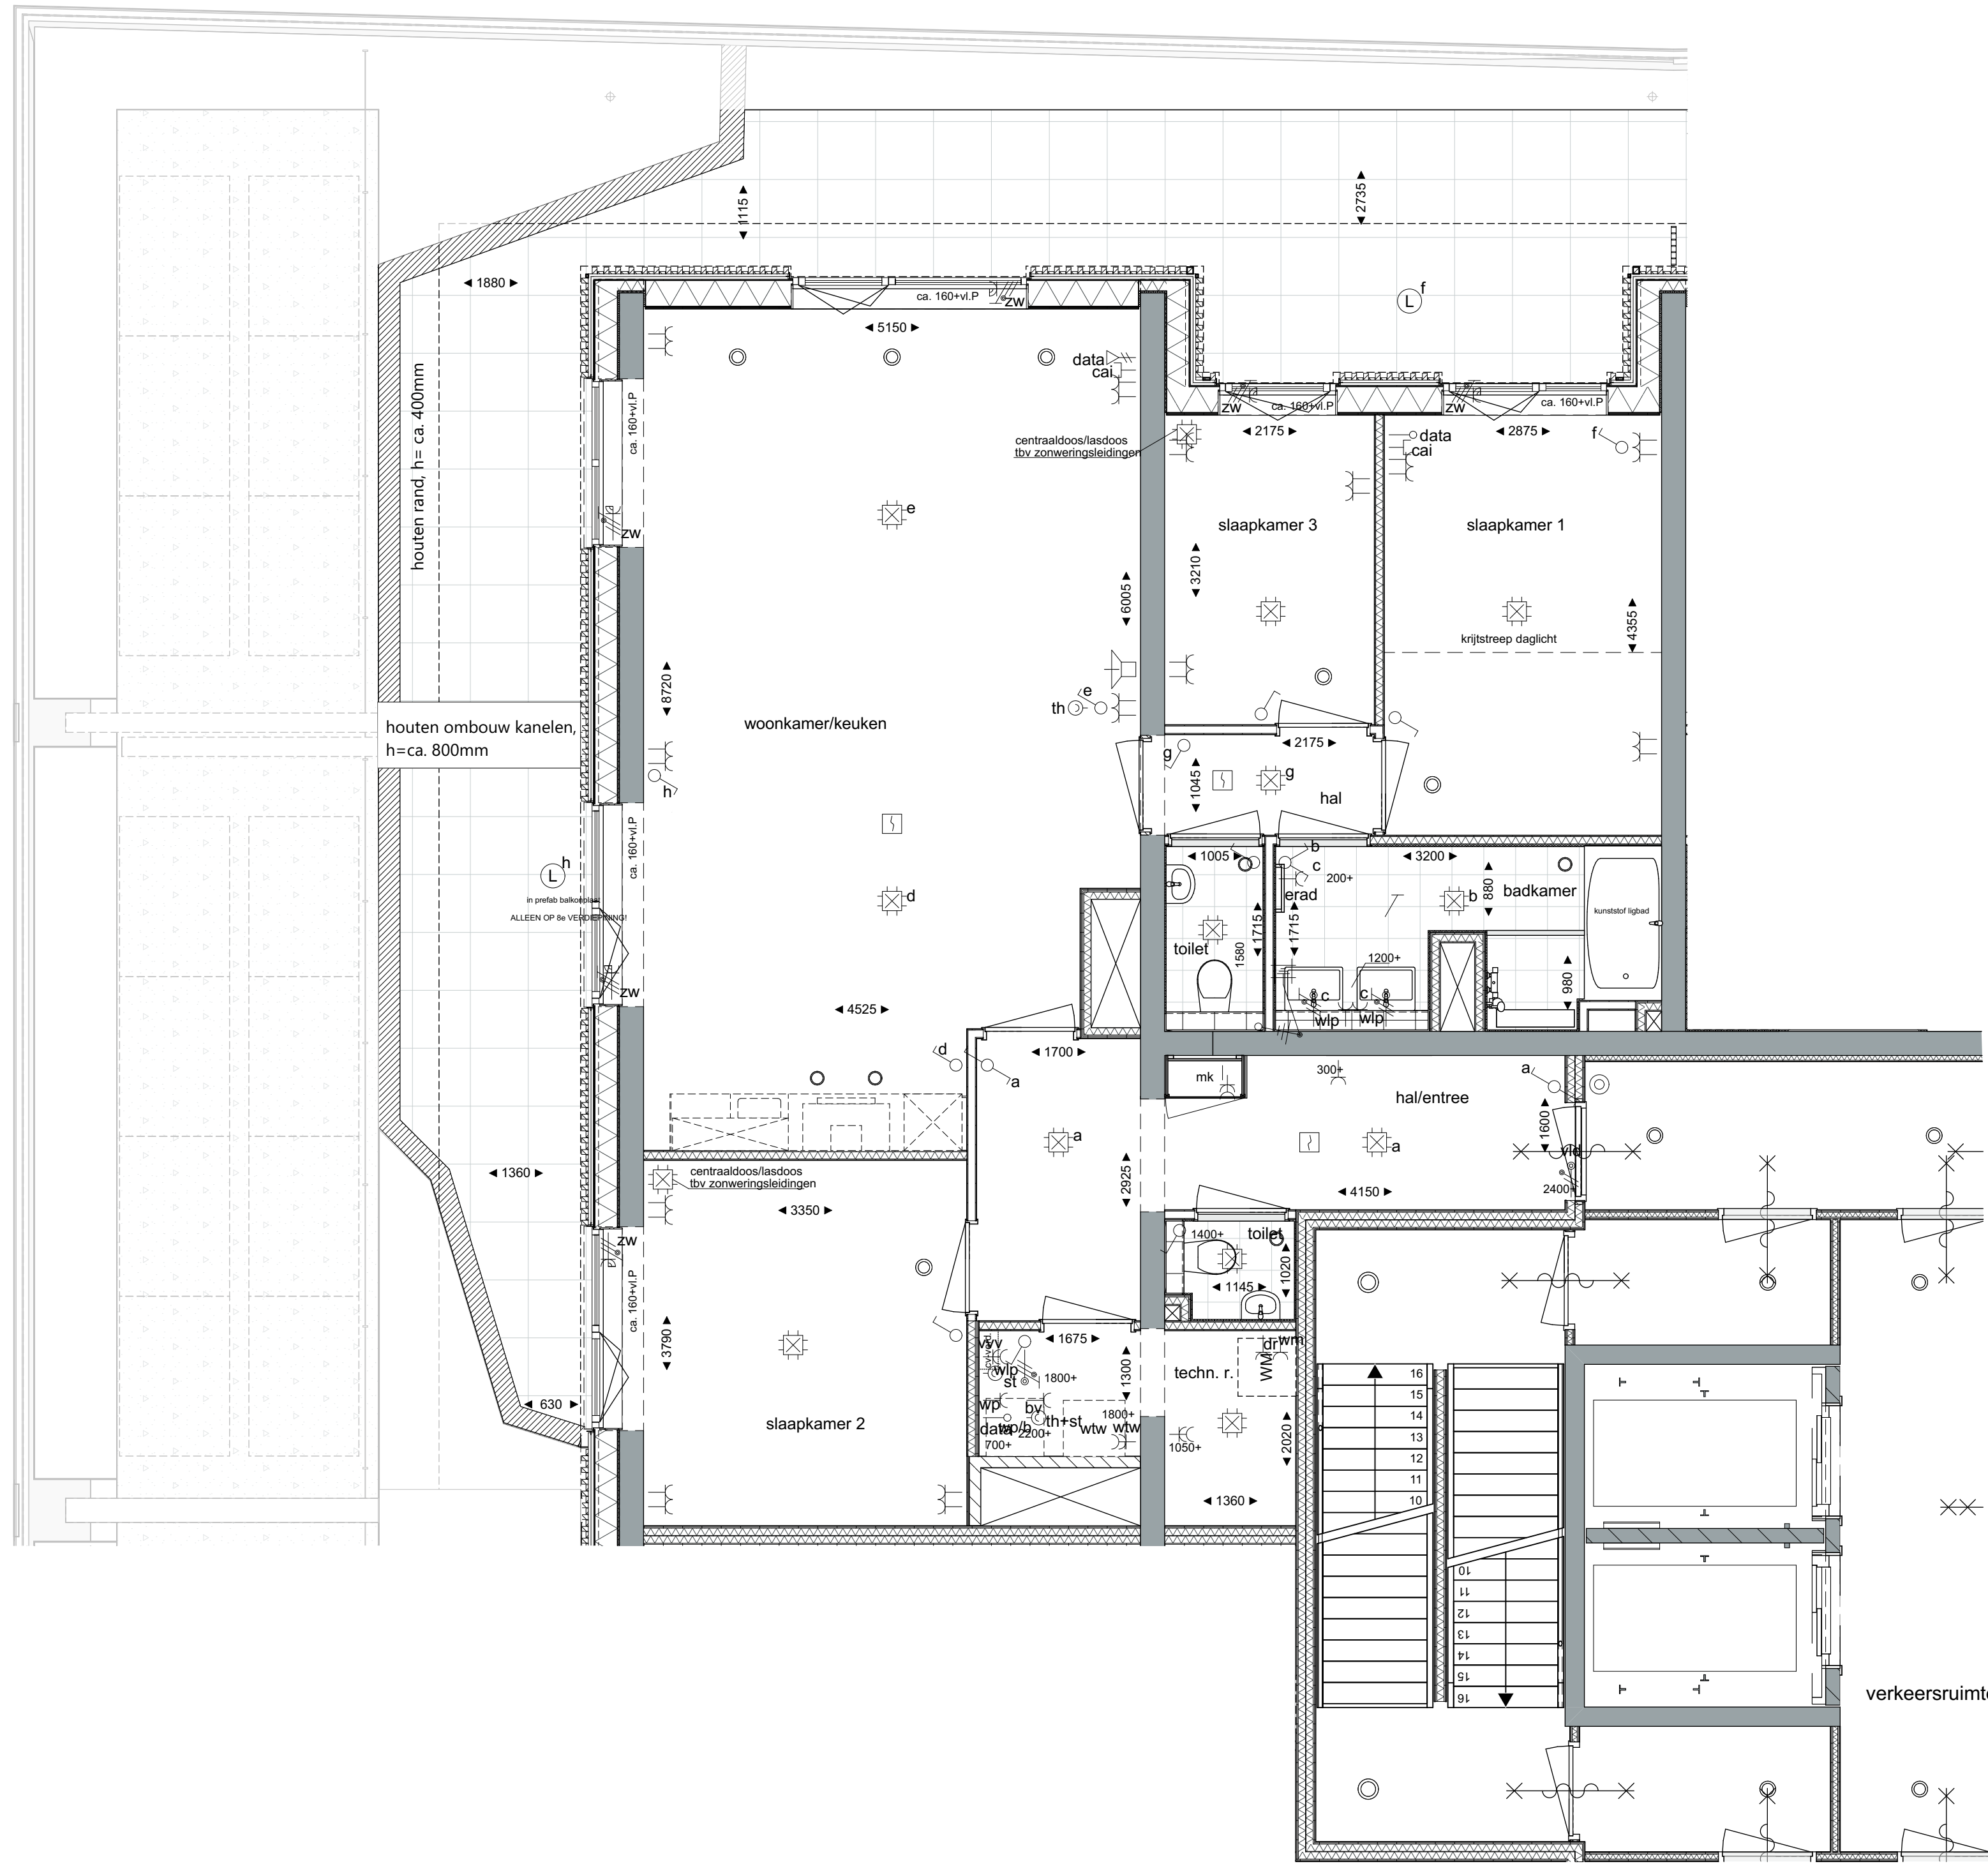 1115
2735
1880
ca. 160+vl.P
zw
L f
5150
houten rand, h= ca. 400mm
ca. 160+vl.P
data
cai
zw
ca. 160+vl.P
zw
ca. 160+vl.P
centraaldoos/lasdoos
tbv zonweringsleidingen
2175
data
cai
2875
f
e
zw
slaapkamer 3
slaapkamer 1
3210
6005
4355
krijtstreep daglicht
8720
e
th
houten ombouw kanelen,
h=ca. 800mm
woonkamer/keuken
2175
g
1045
g
h
hal
ca. 160+vl.P
L h
in prefab balkonplaat
ALLEEN OP 8e VERDIEPING!
d
1005
b
c
200+
erad
3200
880
b
badkamer
kunststof ligbad
toilet
1580
1715
1715
1200+
980
c
c
wlp
wlp
zw
4525
1700
d
a
mk
300+
a
hal/entree
1600
a
a
vld
2400+
centraaldoos/lasdoos
tbv zonweringsleidingen
1360
3350
2925
4150
zw
ca. 160+vl.P
1400+
toilet
1020
1145
3790
vvv
cv-verd.
wlp
st
1675
1800+
1300
techn. r.
dr
wm
WM
wp
bv
data
wp/b
2200+
700+
th+st
wtw
1800+
wtw
1050+
2020
630
slaapkamer 2
1360
16
15
14
13
12
11
10
10
11
12
13
14
15
16
verkeersruimte